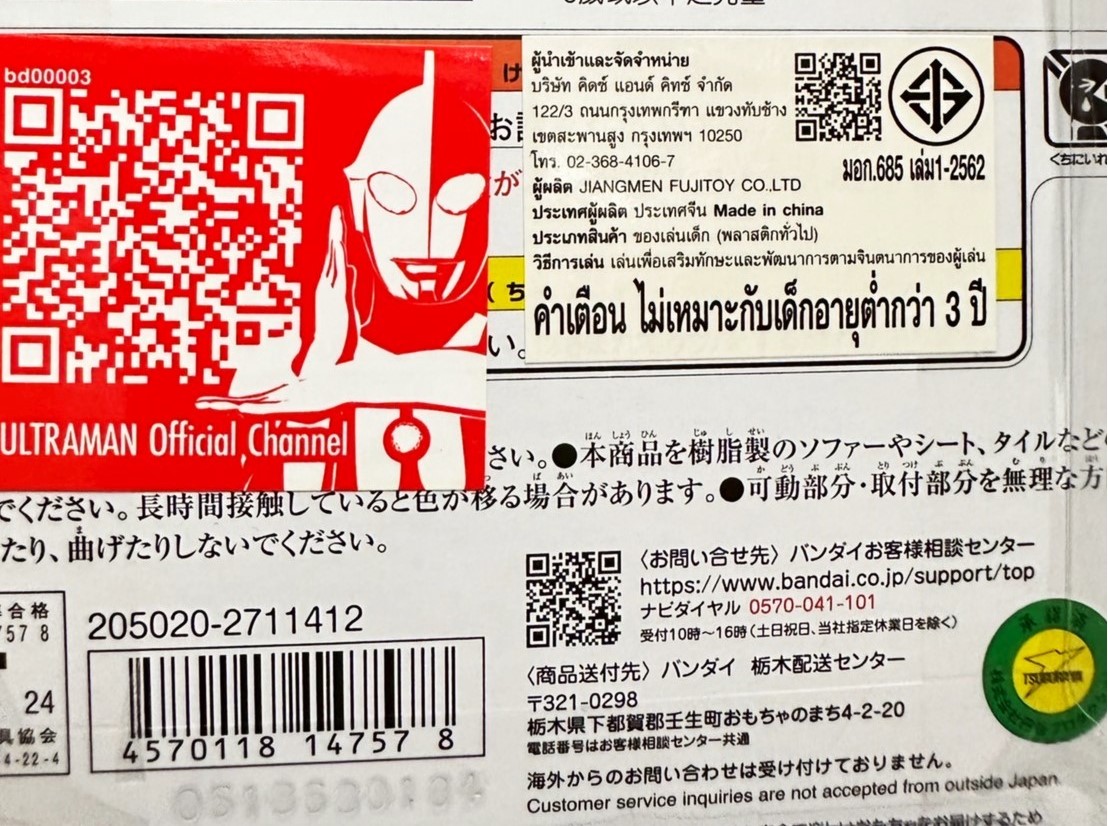 bd00003
ULTRAMAN Official Channel
け
お
が
(ち
い。
ผู้นำเข้าและจัดจำหน่าย
บริษัท คิดซ์ แอนด์ คิทซ์ จำกัด
122/3 ถนนกรุงเทพกรีฑา แขวงทับช้าง
เขตสะพานสูง กรุงเทพฯ 10250
โทร. 02-368-4106-7
มอก.685 เล่ม1-2562
ผู้ผลิต JIANGMEN FUJITOY CO.,LTD
ประเทศผู้ผลิต ประเทศจีน Made in china
ประเภทสินค้า ของเล่นเด็ก (พลาสติกทั่วไป)
วิธีการเล่น เล่นเพื่อเสริมทักษะและพัฒนาการตามจินตนาการของผู้เล่น
คำเตือน ไม่เหมาะกับเด็กอายุต่ำกว่า 3 ปี
くちにいれ
さい。●本商品を樹脂製のソファーやシート、タイルなど
でください。長時間接触していると色が移る場合があります。●可動部分・取付部分を無理な方
たり、曲げたりしないでください。
合格
757 8
24
具協会
4-22-4
205020-2711412
4570118 14757 8
〈お問い合せ先〉バンダイお客様相談センター
https://www.bandai.co.jp/support/top
ナビダイヤル 0570-041-101
受付10時〜16時(土日祝日、当社指定休業日を除く)
〈商品送付先〉バンダイ 栃木配送センター
〒321-0298
栃木県下都賀郡壬生町おもちゃのまち4-2-20
電話番号はお客様相談センター共通
海外からのお問い合わせは受け付けておりません。
Customer service inquiries are not accepted from outside Japan.
TSUBURAYA